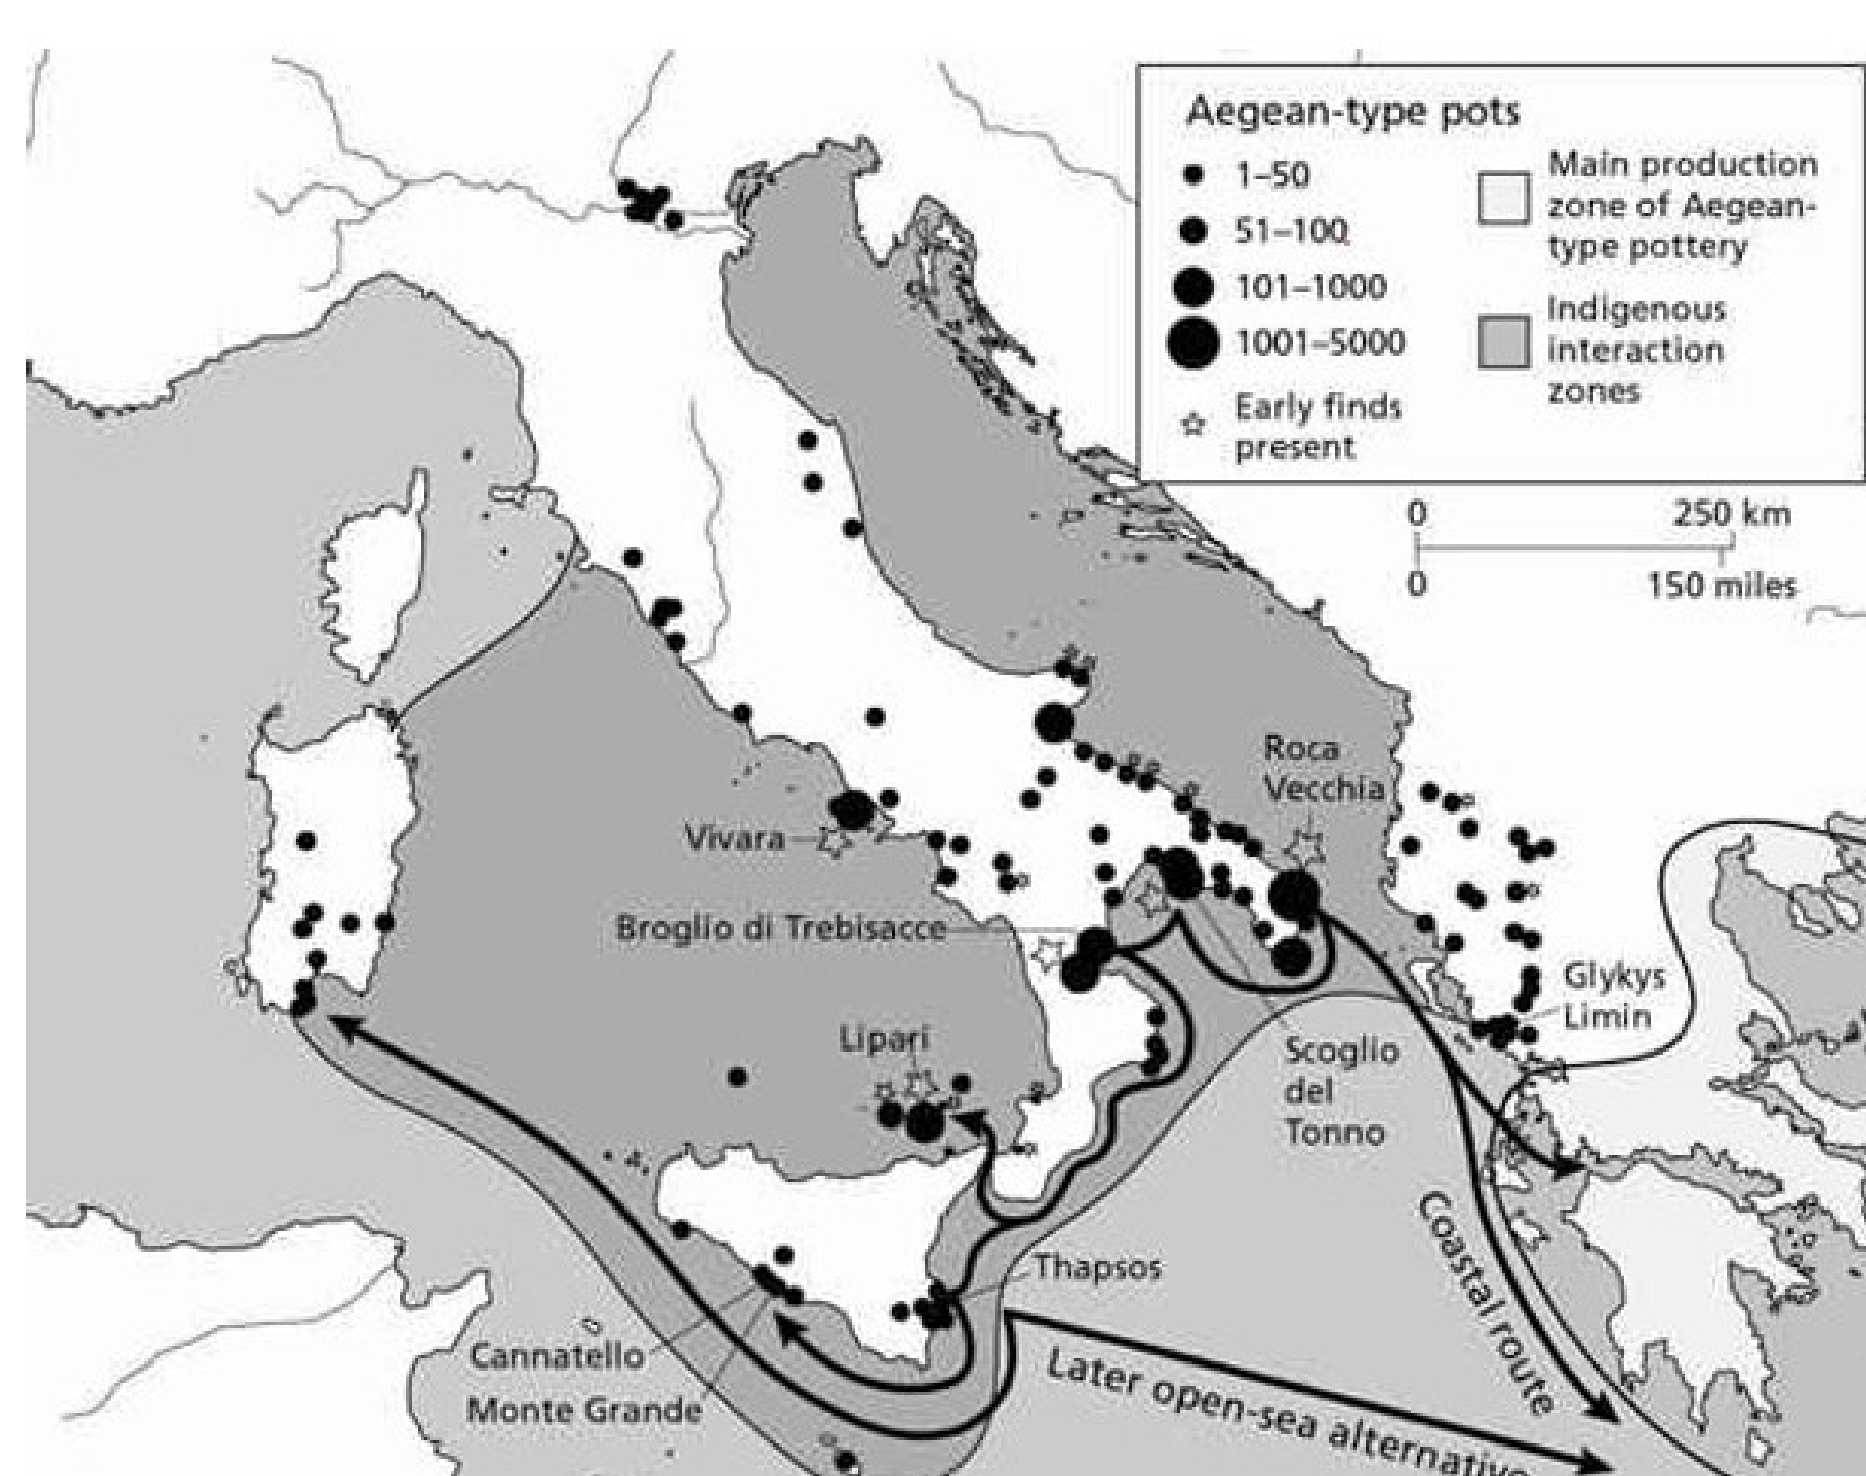 Aegean-type pots
1–50
51–100
101–1000
1001–5000
Early finds
present
Main production
zone of Aegean-
type pottery
Indigenous
interaction
zones
0
250 km
0
150 miles
Roca
Vecchia
Vivara
Broglio di Trebisacce
Glykys
Limin
Lipari
Scoglio
del
Tonno
Thapsos
Coastal route
Cannatello
Monte Grande
Later open-sea alternative